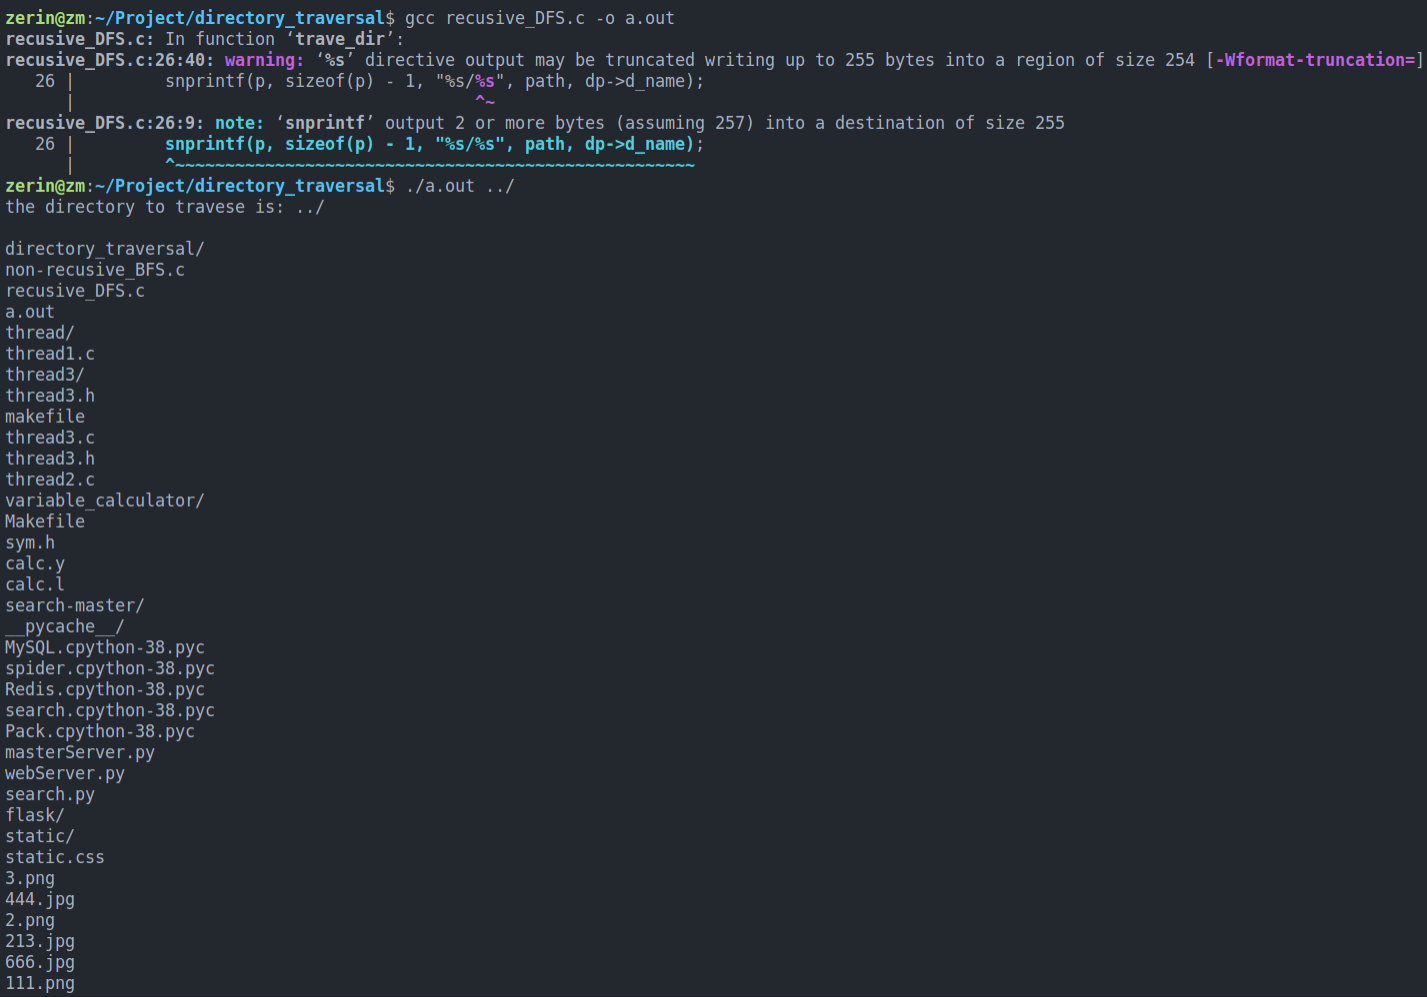 zerin@zm:~/Project/directory_traversal$ gcc recusive_DFS.c -o a.out
recusive_DFS.c: In function ‘trave_dir’:
recusive_DFS.c:26:40: warning: ‘%s’ directive output may be truncated writing up to 255 bytes into a region of size 254 [-Wformat-truncation=]
   26 |         snprintf(p, sizeof(p) - 1, "%s/%s", path, dp->d_name);
      |                                        ^~
recusive_DFS.c:26:9: note: ‘snprintf’ output 2 or more bytes (assuming 257) into a destination of size 255
   26 |         snprintf(p, sizeof(p) - 1, "%s/%s", path, dp->d_name);
      |         ^~~~~~~~~~~~~~~~~~~~~~~~~~~~~~~~~~~~~~~~~~~~~~~~~~~~~
zerin@zm:~/Project/directory_traversal$ ./a.out ../
the directory to travese is: ../

directory_traversal/
non-recusive_BFS.c
recusive_DFS.c
a.out
thread/
thread1.c
thread3/
thread3.h
makefile
thread3.c
thread3.h
thread2.c
variable_calculator/
Makefile
sym.h
calc.y
calc.l
search-master/
__pycache__/
MySQL.cpython-38.pyc
spider.cpython-38.pyc
Redis.cpython-38.pyc
search.cpython-38.pyc
Pack.cpython-38.pyc
masterServer.py
webServer.py
search.py
flask/
static/
static.css
3.png
444.jpg
2.png
213.jpg
666.jpg
111.png